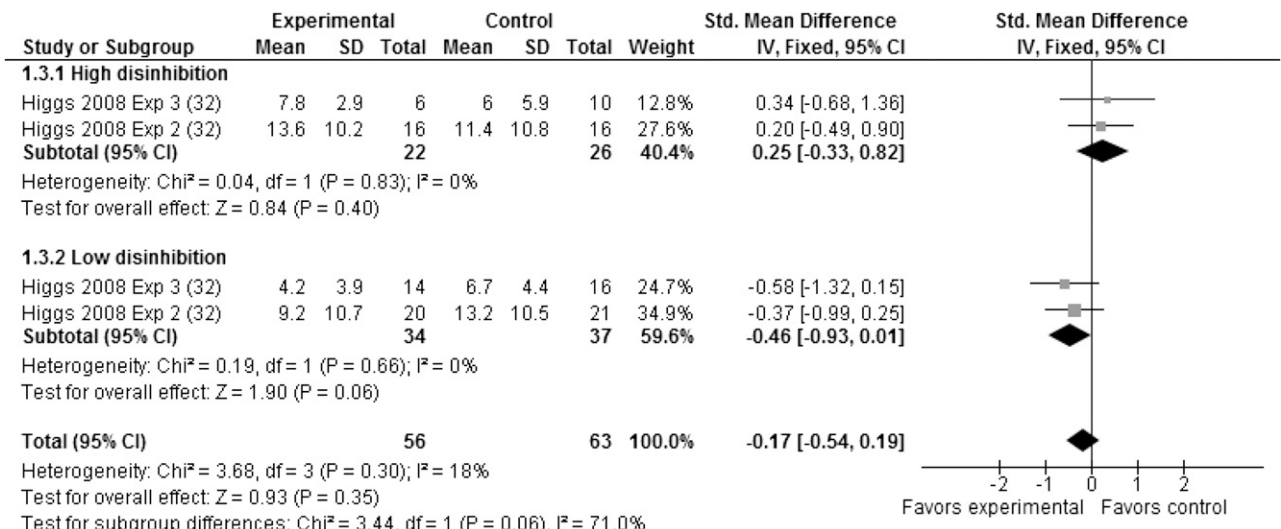 Experimental Control Std. Mean Difference Std. Mean Difference
Study or Subgroup Mean SD Total Mean SD Total Weight IV, Fixed, 95% CI IV, Fixed, 95% CI
1.3.1 High disinhibition
Higgs 2008 Exp 3 (32) 7.8 2.9 6 6 5.9 10 12.8% 0.34 [-0.68, 1.36]
Higgs 2008 Exp 2 (32) 13.6 10.2 16 11.4 10.8 16 27.6% 0.20 [-0.49, 0.90]
Subtotal (95% CI) 22 26 40.4% 0.25 [-0.33, 0.82]
Heterogeneity: Chi² = 0.04, df = 1 (P = 0.83); I² = 0%
Test for overall effect: Z = 0.84 (P = 0.40)
1.3.2 Low disinhibition
Higgs 2008 Exp 3 (32) 4.2 3.9 14 6.7 4.4 16 24.7% -0.58 [-1.32, 0.15]
Higgs 2008 Exp 2 (32) 9.2 10.7 20 13.2 10.5 21 34.9% -0.37 [-0.99, 0.25]
Subtotal (95% CI) 34 37 59.6% -0.46 [-0.93, 0.01]
Heterogeneity: Chi² = 0.19, df = 1 (P = 0.66); I² = 0%
Test for overall effect: Z = 1.90 (P = 0.06)
Total (95% CI) 56 63 100.0% -0.17 [-0.54, 0.19]
Heterogeneity: Chi² = 3.68, df = 3 (P = 0.30); I² = 18%
Test for overall effect: Z = 0.93 (P = 0.35)
Test for subgroup differences: Chi² = 3.44, df = 1 (P = 0.06), I² = 71.0%
-2 -1 0 1 2
Favors experimental Favors control